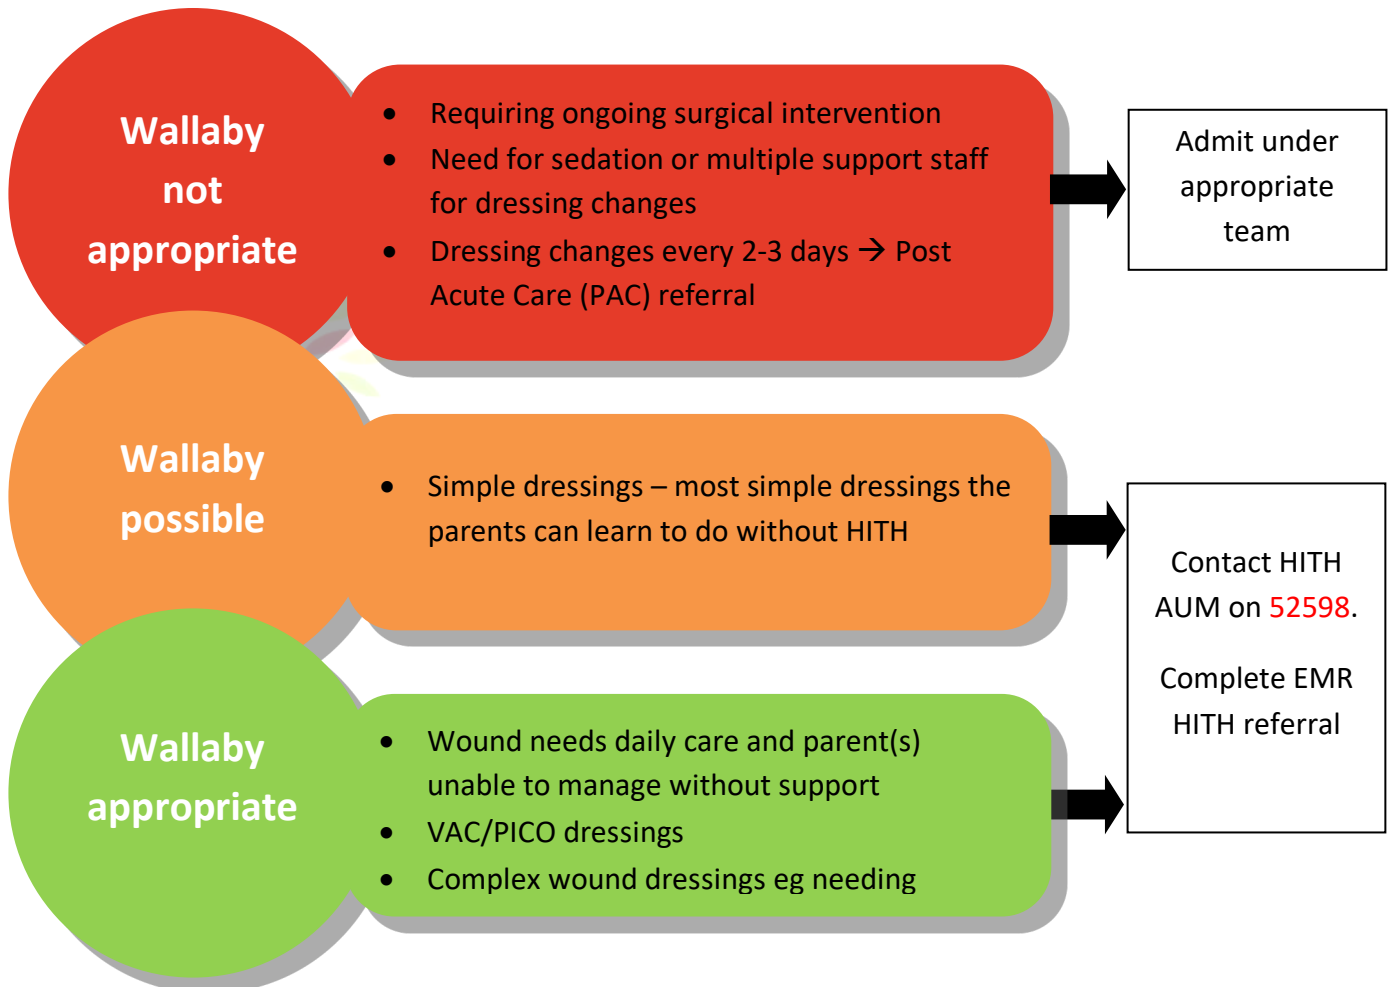 Wallaby
not
appropriate
• Requiring ongoing surgical intervention
• Need for sedation or multiple support staff
for dressing changes
• Dressing changes every 2-3 days → Post
Acute Care (PAC) referral
Admit under
appropriate
team
Wallaby
possible
• Simple dressings – most simple dressings the
parents can learn to do without HITH
Contact HITH
AUM on 52598.
Complete EMR
HITH referral
Wallaby
appropriate
• Wound needs daily care and parent(s)
unable to manage without support
• VAC/PICO dressings
• Complex wound dressings eg needing